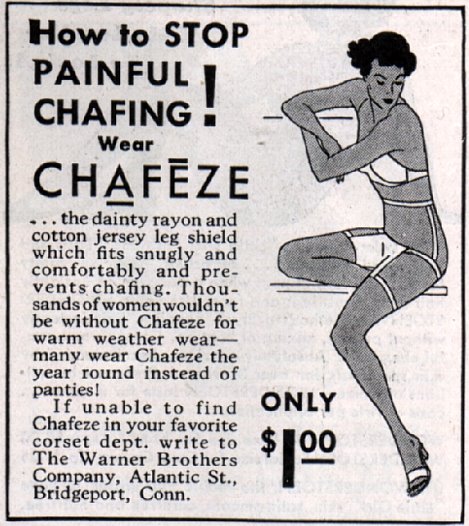 How to STOP
PAINFUL
CHAFING!
Wear
CHAFĒZE
... the dainty rayon and
cotton jersey leg shield
which fits snugly and
comfortably and pre-
vents chafing. Thou-
sands of women wouldn't
be without Chafeze for
warm weather wear—
many wear Chafeze the
year round instead of
panties!
If unable to find
Chafeze in your favorite
corset dept. write to
The Warner Brothers
Company, Atlantic St.,
Bridgeport, Conn.
ONLY
$1.00